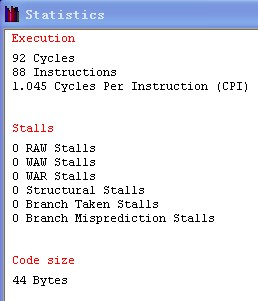 Statistics
Execution
92 Cycles
88 Instructions
1.045 Cycles Per Instruction (CPI)
Stalls
0 RAW Stalls
0 WAW Stalls
0 WAR Stalls
0 Structural Stalls
0 Branch Taken Stalls
0 Branch Misprediction Stalls
Code size
44 Bytes